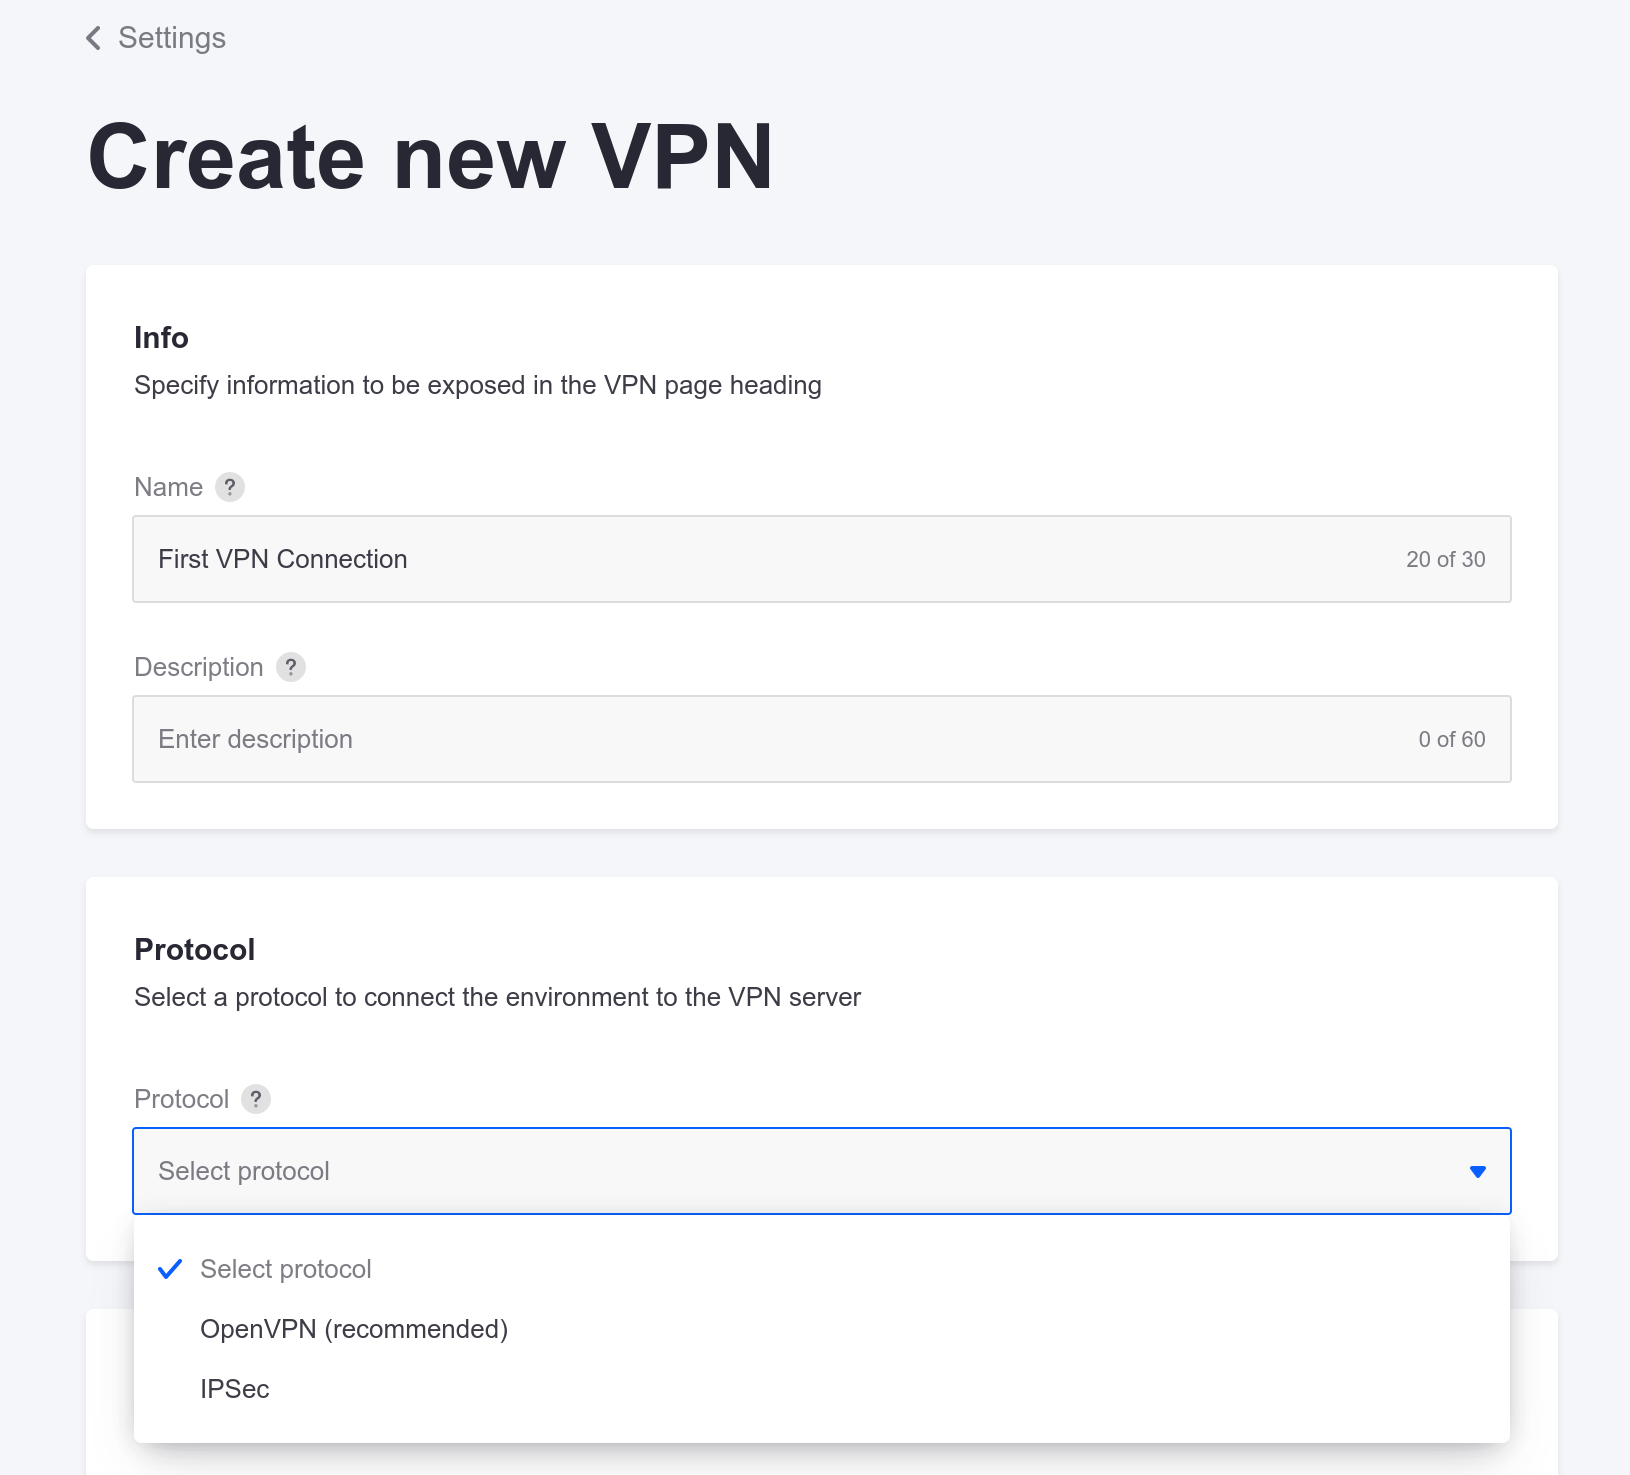 Settings
Create new VPN
Info
Specify information to be exposed in the VPN page heading
Name ?
First VPN Connection 20 of 30
Description ?
Enter description 0 of 60
Protocol
Select a protocol to connect the environment to the VPN server
Protocol ?
Select protocol
Select protocol
OpenVPN (recommended)
IPSec